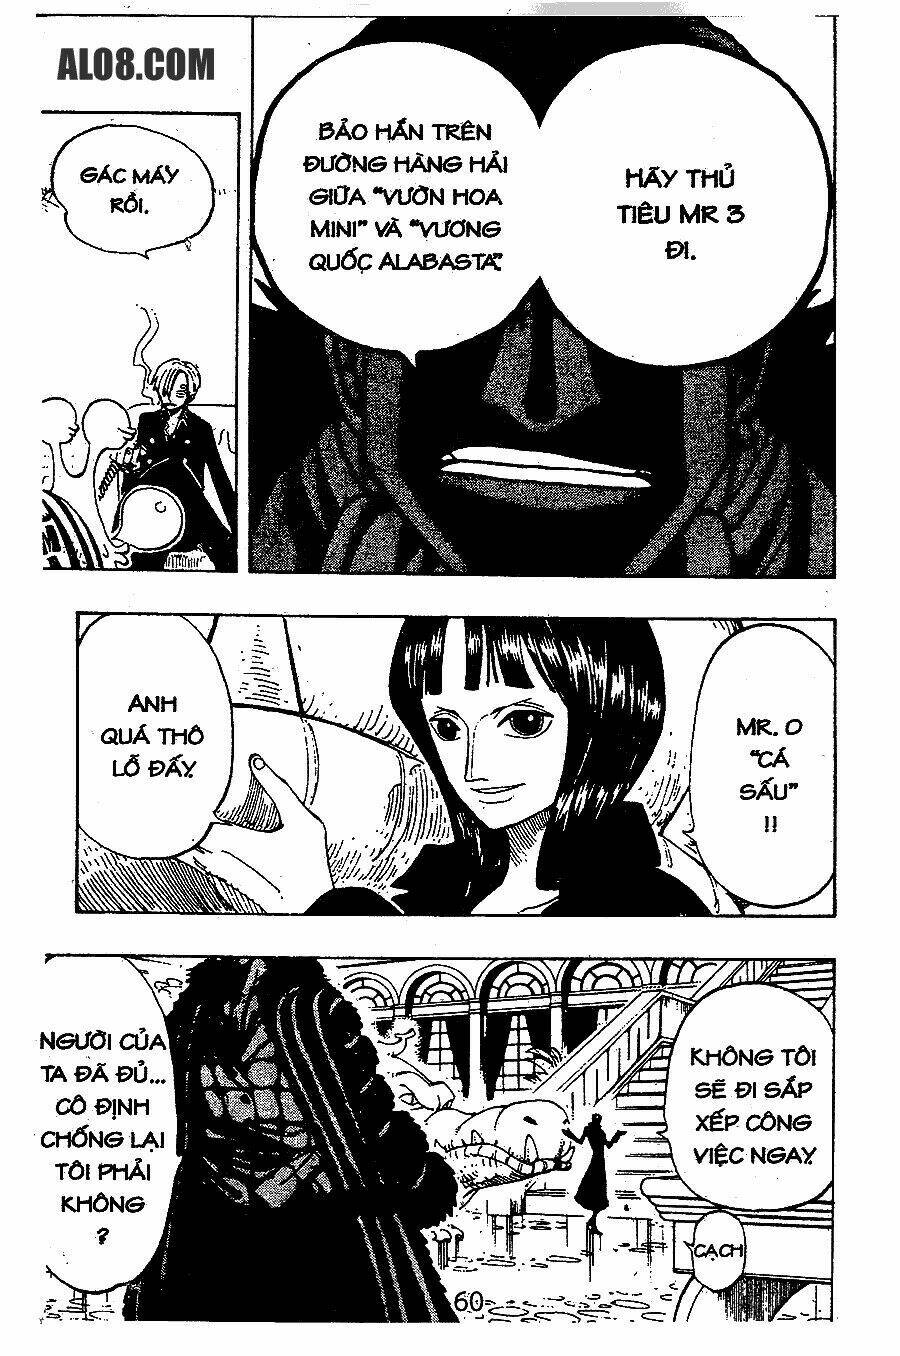 ALO8.COM
HÃY THỦ
TIÊU MR 3
ĐI.
BẢO HẮN TRÊN
ĐƯỜNG HÀNG HẢI
GIỮA "VƯỜN HOA
MINI" VÀ "VƯƠNG
QUỐC ALABASTA".
GÁC MÁY
RỒI.
MR. 0
"CÁ
SẤU"
!!
ANH
QUÁ THÔ
LỖ ĐẤY.
KHÔNG TÔI
SẼ ĐI SẮP
XẾP CÔNG
VIỆC NGAY.
CẠCH
NGƯỜI CỦA
TA ĐÃ ĐỦ...
CÔ ĐỊNH
CHỐNG LẠI
TÔI PHẢI
KHÔNG
?
60